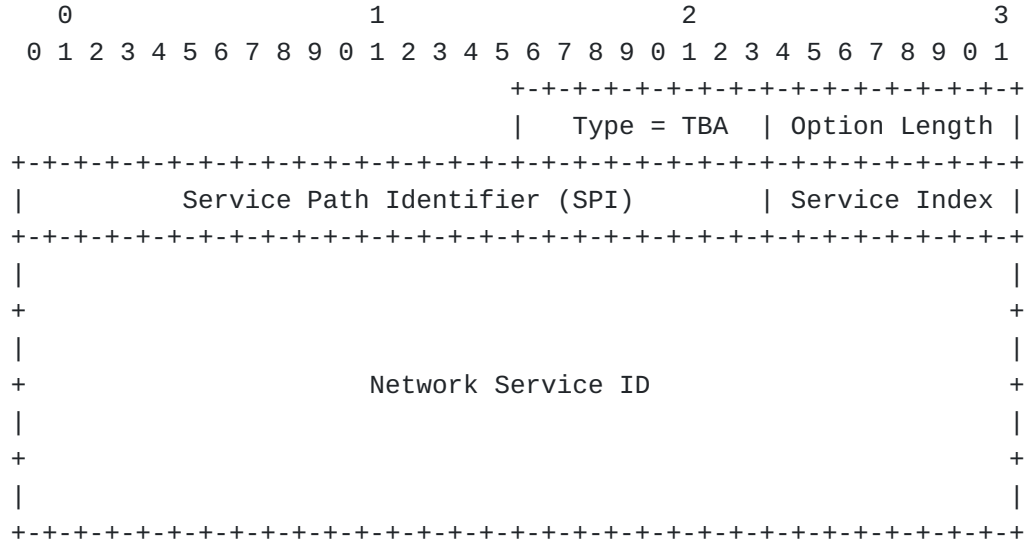 0                   1                   2                   3
 0 1 2 3 4 5 6 7 8 9 0 1 2 3 4 5 6 7 8 9 0 1 2 3 4 5 6 7 8 9 0 1
                                +-+-+-+-+-+-+-+-+-+-+-+-+-+-+-+-+
                                |   Type = TBA  | Option Length |
+-+-+-+-+-+-+-+-+-+-+-+-+-+-+-+-+-+-+-+-+-+-+-+-+-+-+-+-+-+-+-+-+
|          Service Path Identifier (SPI)        | Service Index |
+-+-+-+-+-+-+-+-+-+-+-+-+-+-+-+-+-+-+-+-+-+-+-+-+-+-+-+-+-+-+-+-+
|                                                               |
+                                                               +
|                                                               |
+                      Network Service ID                       +
|                                                               |
+                                                               +
|                                                               |
+-+-+-+-+-+-+-+-+-+-+-+-+-+-+-+-+-+-+-+-+-+-+-+-+-+-+-+-+-+-+-+-+